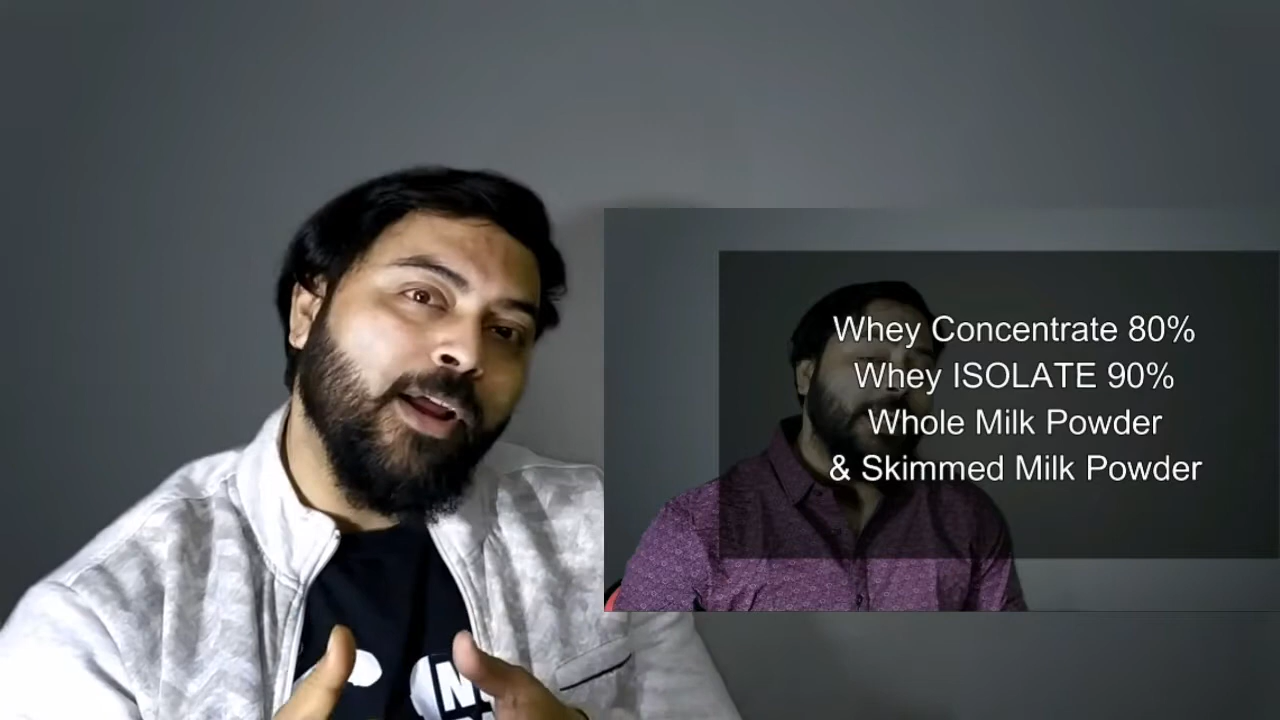 Whey Concentrate 80%
Whey ISOLATE 90%
Whole Milk Powder
& Skimmed Milk Powder